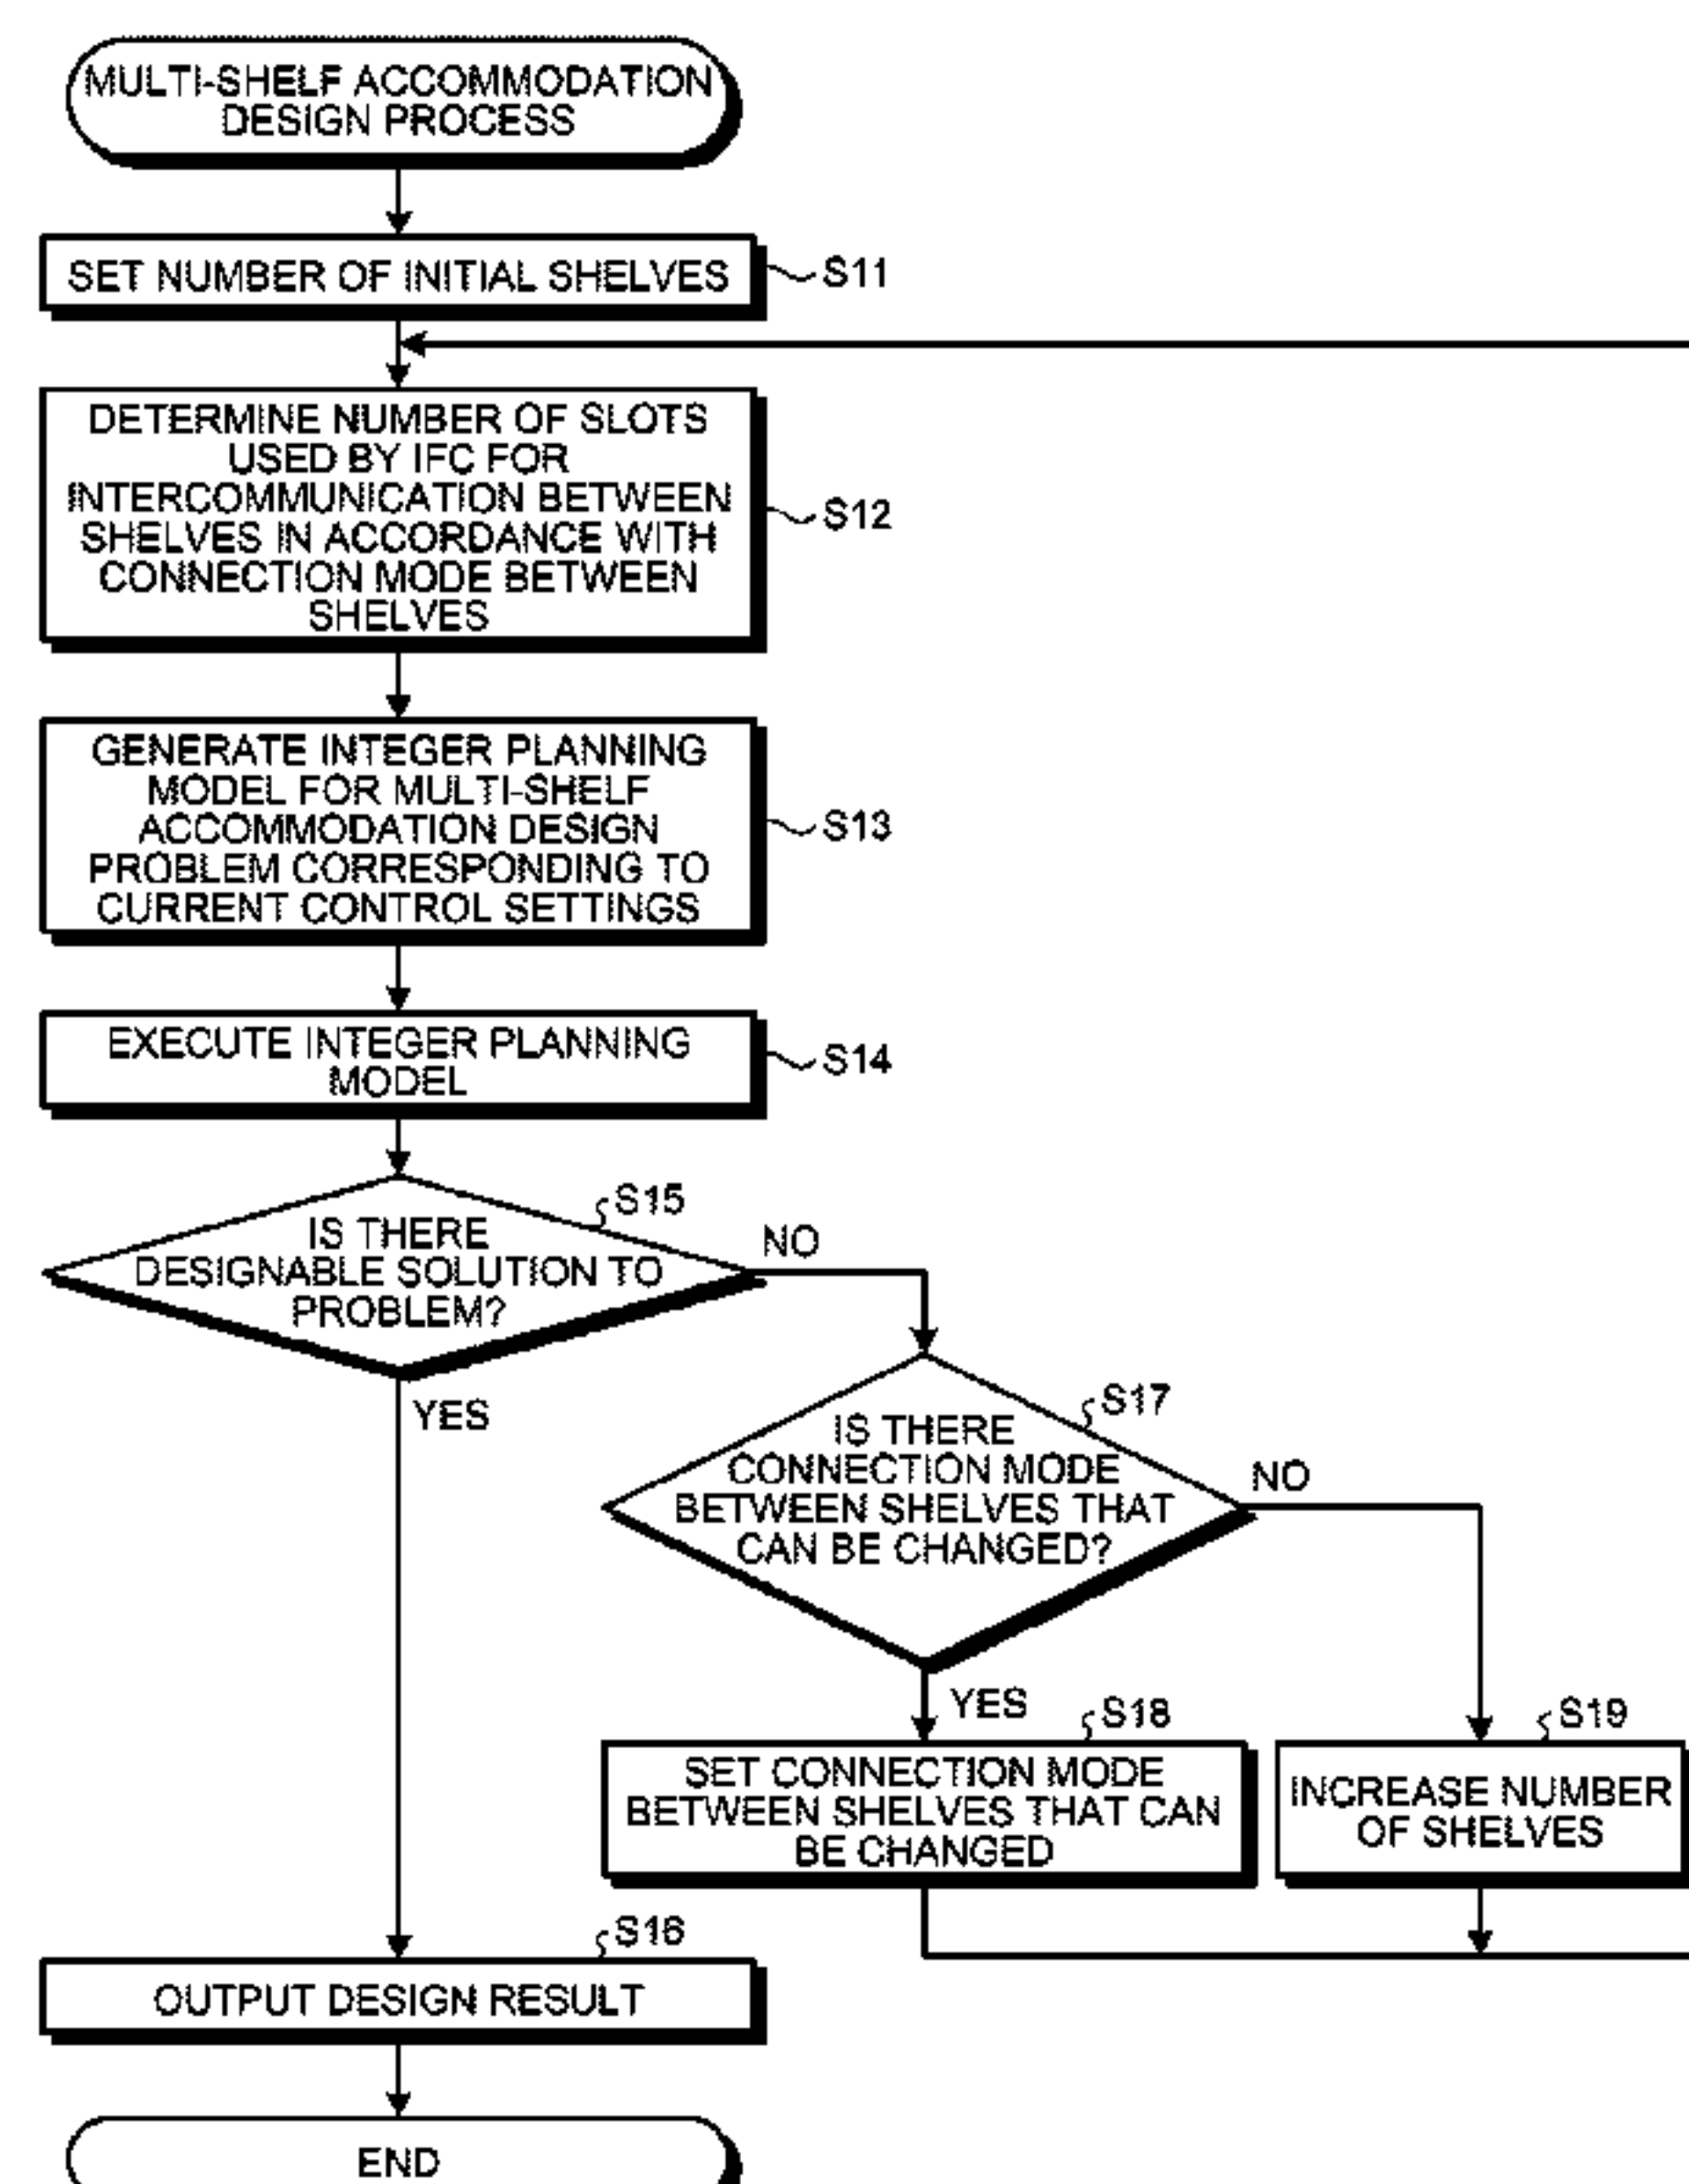 MULTI-SHELF ACCOMMODATION
DESIGN PROCESS
SET NUMBER OF INITIAL SHELVES
S11
DETERMINE NUMBER OF SLOTS
USED BY IFC FOR
INTERCOMMUNICATION BETWEEN
SHELVES IN ACCORDANCE WITH
CONNECTION MODE BETWEEN
SHELVES
S12
GENERATE INTEGER PLANNING
MODEL FOR MULTI-SHELF
ACCOMMODATION DESIGN
PROBLEM CORRESPONDING TO
CURRENT CONTROL SETTINGS
S13
EXECUTE INTEGER PLANNING
MODEL
S14
S15
IS THERE
DESIGNABLE SOLUTION TO
PROBLEM?
NO
YES
S17
IS THERE
CONNECTION MODE
BETWEEN SHELVES THAT
CAN BE CHANGED?
NO
YES
S18
SET CONNECTION MODE
BETWEEN SHELVES THAT CAN
BE CHANGED
S19
INCREASE NUMBER
OF SHELVES
S16
OUTPUT DESIGN RESULT
END